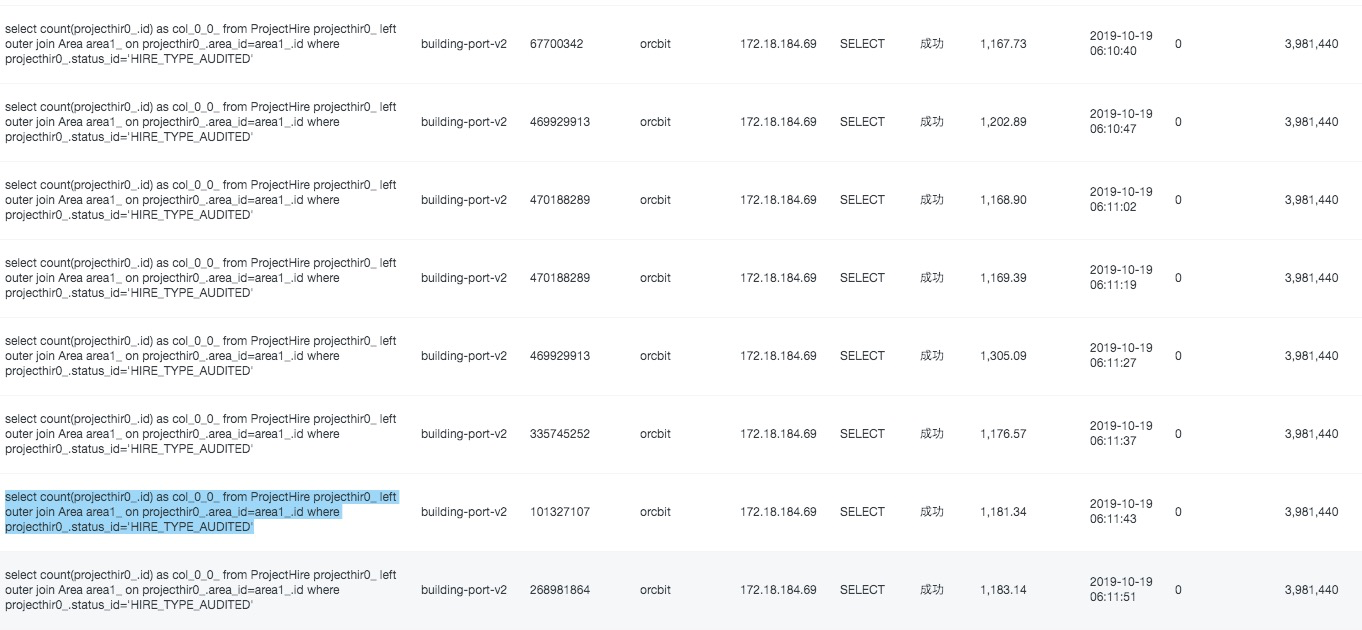 select count(projecthir0_.id) as col_0_0_ from ProjectHire projecthir0_ left
outer join Area area1_ on projecthir0_.area_id=area1_.id where
projecthir0_.status_id='HIRE_TYPE_AUDITED'
building-port-v2 67700342 orcbit 172.18.184.69 SELECT 成功 1,167.73 2019-10-19 06:10:40 0 3,981,440
select count(projecthir0_.id) as col_0_0_ from ProjectHire projecthir0_ left
outer join Area area1_ on projecthir0_.area_id=area1_.id where
projecthir0_.status_id='HIRE_TYPE_AUDITED'
building-port-v2 469929913 orcbit 172.18.184.69 SELECT 成功 1,202.89 2019-10-19 06:10:47 0 3,981,440
select count(projecthir0_.id) as col_0_0_ from ProjectHire projecthir0_ left
outer join Area area1_ on projecthir0_.area_id=area1_.id where
projecthir0_.status_id='HIRE_TYPE_AUDITED'
building-port-v2 470188289 orcbit 172.18.184.69 SELECT 成功 1,168.90 2019-10-19 06:11:02 0 3,981,440
select count(projecthir0_.id) as col_0_0_ from ProjectHire projecthir0_ left
outer join Area area1_ on projecthir0_.area_id=area1_.id where
projecthir0_.status_id='HIRE_TYPE_AUDITED'
building-port-v2 470188289 orcbit 172.18.184.69 SELECT 成功 1,169.39 2019-10-19 06:11:19 0 3,981,440
select count(projecthir0_.id) as col_0_0_ from ProjectHire projecthir0_ left
outer join Area area1_ on projecthir0_.area_id=area1_.id where
projecthir0_.status_id='HIRE_TYPE_AUDITED'
building-port-v2 469929913 orcbit 172.18.184.69 SELECT 成功 1,305.09 2019-10-19 06:11:27 0 3,981,440
select count(projecthir0_.id) as col_0_0_ from ProjectHire projecthir0_ left
outer join Area area1_ on projecthir0_.area_id=area1_.id where
projecthir0_.status_id='HIRE_TYPE_AUDITED'
building-port-v2 335745252 orcbit 172.18.184.69 SELECT 成功 1,176.57 2019-10-19 06:11:37 0 3,981,440
select count(projecthir0_.id) as col_0_0_ from ProjectHire projecthir0_ left
outer join Area area1_ on projecthir0_.area_id=area1_.id where
projecthir0_.status_id='HIRE_TYPE_AUDITED'
building-port-v2 101327107 orcbit 172.18.184.69 SELECT 成功 1,181.34 2019-10-19 06:11:43 0 3,981,440
select count(projecthir0_.id) as col_0_0_ from ProjectHire projecthir0_ left
outer join Area area1_ on projecthir0_.area_id=area1_.id where
projecthir0_.status_id='HIRE_TYPE_AUDITED'
building-port-v2 268981864 orcbit 172.18.184.69 SELECT 成功 1,183.14 2019-10-19 06:11:51 0 3,981,440